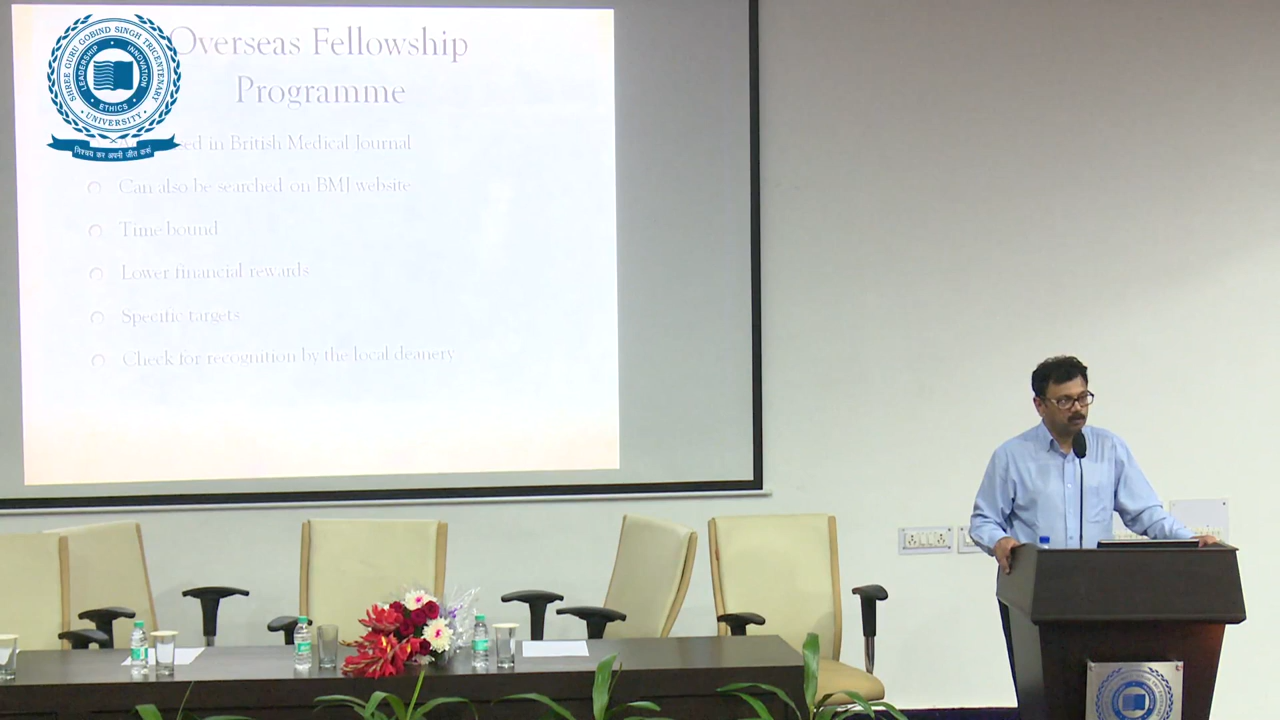 Overseas Fellowship
Programme
SHREE GURU GOBIND SINGH TRICENTENARY
UNIVERSITY
LEADERSHIP
INNOVATION
ETHICS
निश्चय कर अपनी जीत करूं
in British Medical Journal
Can also be searched on BMJ website
Time bound
Lower financial rewards
Specific targets
Check for recognition by the local deanery